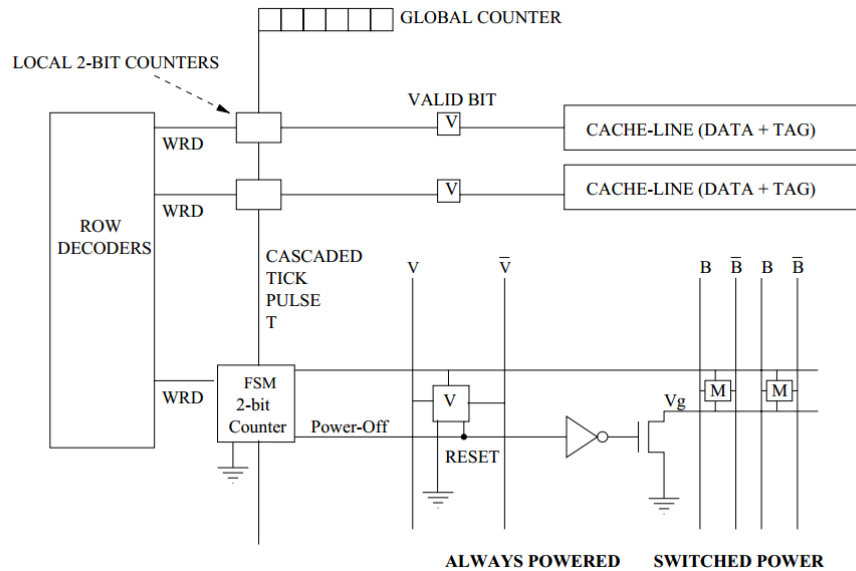 GLOBAL COUNTER
LOCAL 2-BIT COUNTERS
VALID BIT
V
CACHE-LINE (DATA + TAG)
WRD
V
CACHE-LINE (DATA + TAG)
WRD
ROW
DECODERS
CASCADED
TICK
PULSE
T
V
V̅
B
B̅
B
B̅
WRD
FSM
2-bit
Counter
V
Power-Off
RESET
Vg
M
M
ALWAYS POWERED
SWITCHED POWER